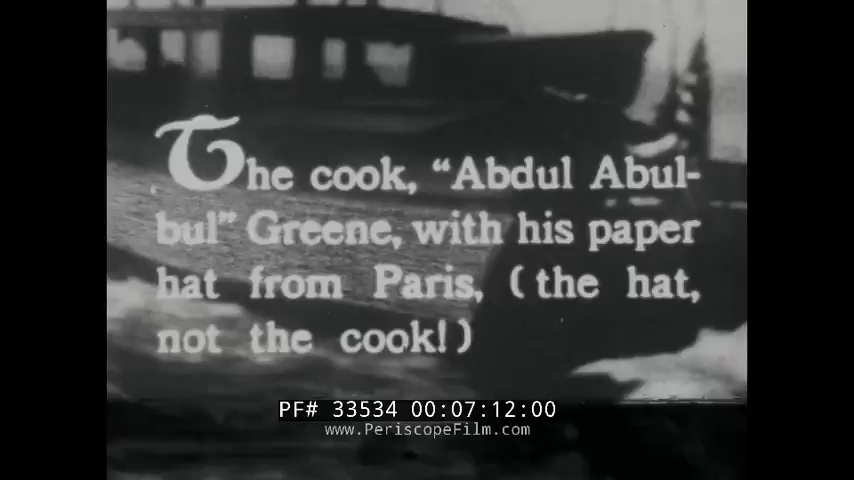 The cook, "Abdul Abul-
bul" Greene, with his paper
hat from Paris, (the hat,
not the cook!)
PF# 33534 00:07:12:00
www.PeriscopeFilm.com